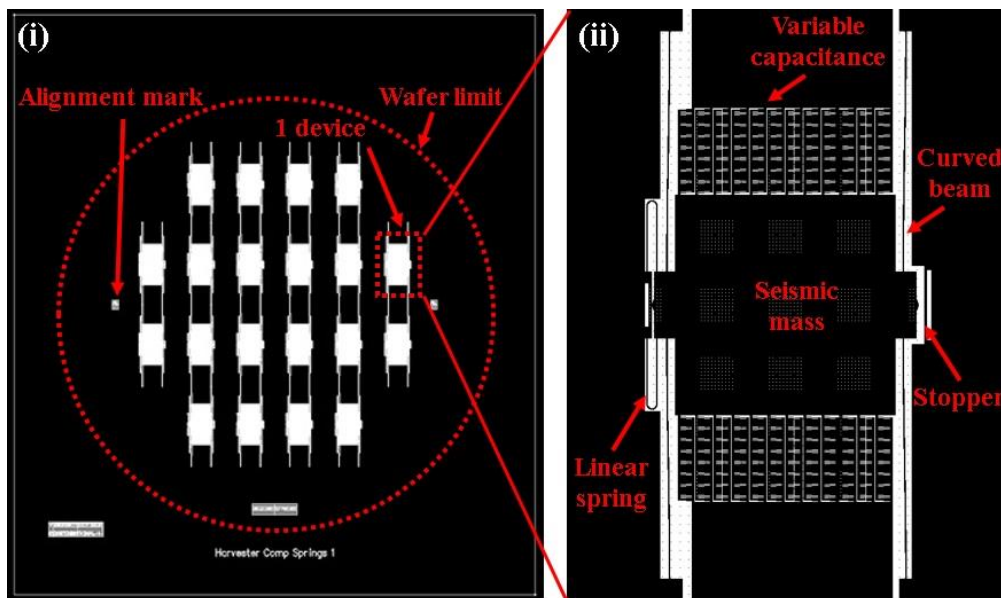 (i)
Alignment mark
Wafer limit
1 device
Harvester Comp Springs 1
(ii)
Variable
capacitance
Curved
beam
Seismic
mass
Stopper
Linear
spring